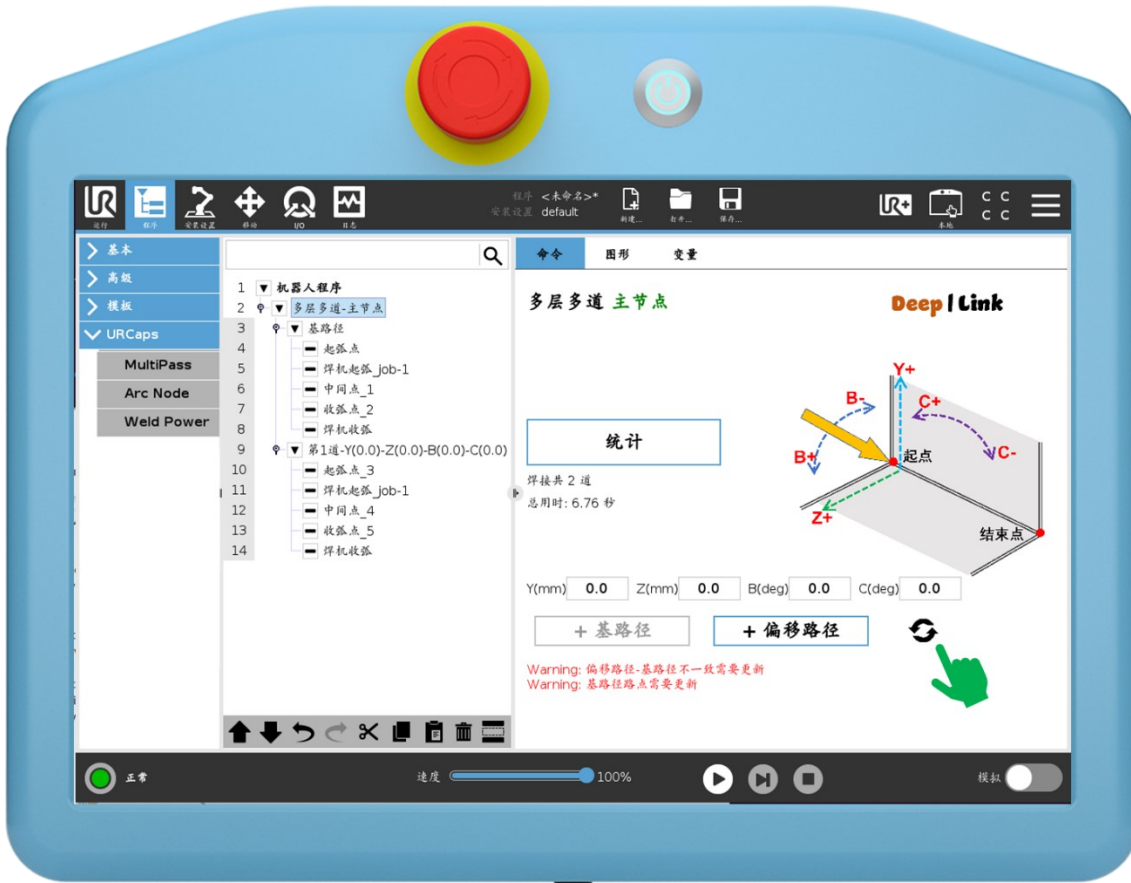 UR
运行
程序
安装设置
移动
I/O
日志
程序 <未命名>*
安装设置 default
新建...
打开...
保存...
UR+
本地
C C
C C
基本
高级
模板
URCaps
MultiPass
Arc Node
Weld Power
1 机器人程序
2 多层多道-主节点
3 基路径
4 起弧点
5 焊机起弧_job-1
6 中间点_1
7 收弧点_2
8 焊机收弧
9 第1道-Y(0.0)-Z(0.0)-B(0.0)-C(0.0)
10 起弧点_3
11 焊机起弧_job-1
12 中间点_4
13 收弧点_5
14 焊机收弧
命令 图形 变量
多层多道 主节点
Deep | Link
统计
焊接共 2 道
总用时: 6.76 秒
Y+
B-
C+
B+
起点
C-
Z+
结束点
Y(mm) 0.0 Z(mm) 0.0 B(deg) 0.0 C(deg) 0.0
+ 基路径
+ 偏移路径
Warning: 偏移路径-基路径不一致需要更新
Warning: 基路径路点需要更新
正常
速度 100%
模拟